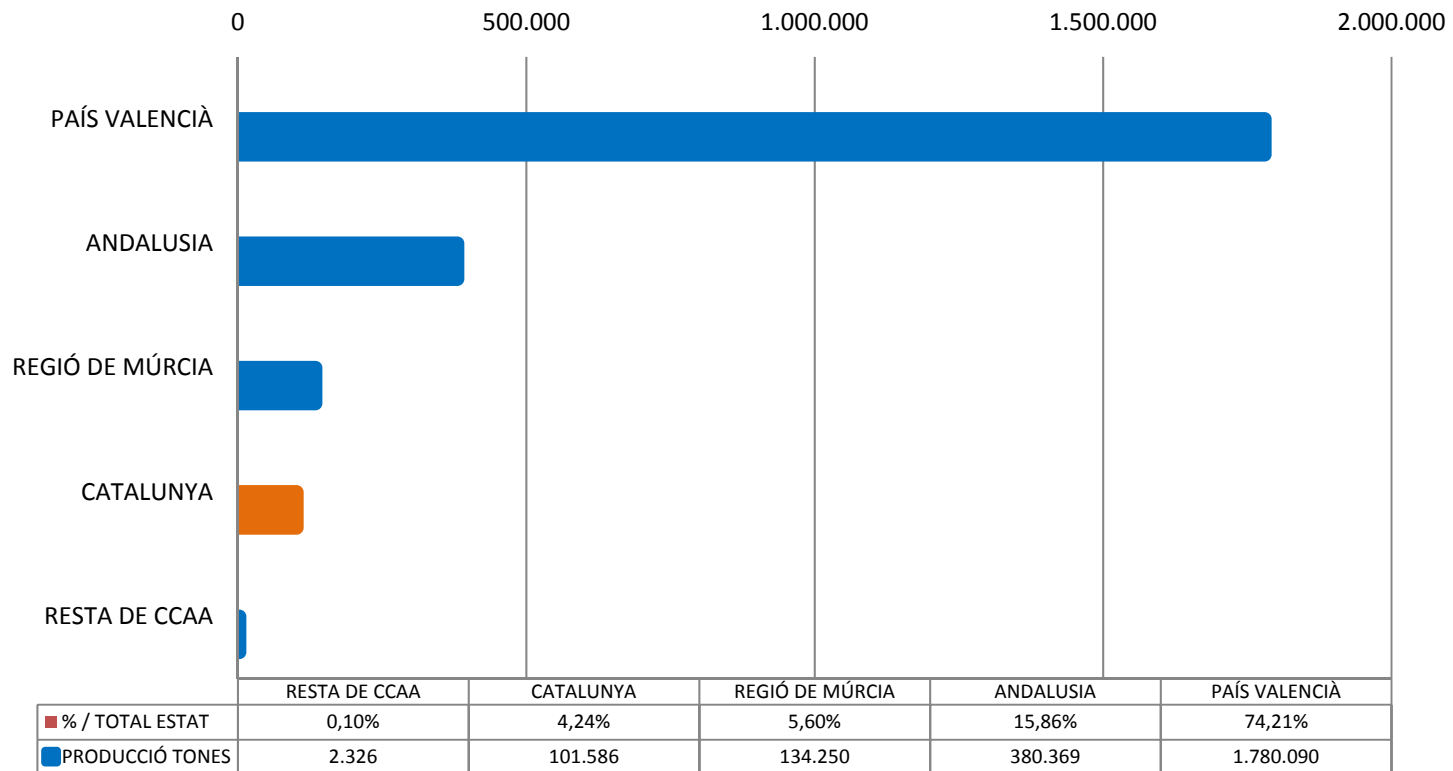 0 500.000 1.000.000 1.500.000 2.000.000
PAÍS VALENCIÀ
ANDALUSIA
REGIÓ DE MÚRCIA
CATALUNYA
RESTA DE CCAA
RESTA DE CCAA CATALUNYA REGIÓ DE MÚRCIA ANDALUSIA PAÍS VALENCIÀ
% / TOTAL ESTAT 0,10% 4,24% 5,60% 15,86% 74,21%
PRODUCCIÓ TONES 2.326 101.586 134.250 380.369 1.780.090